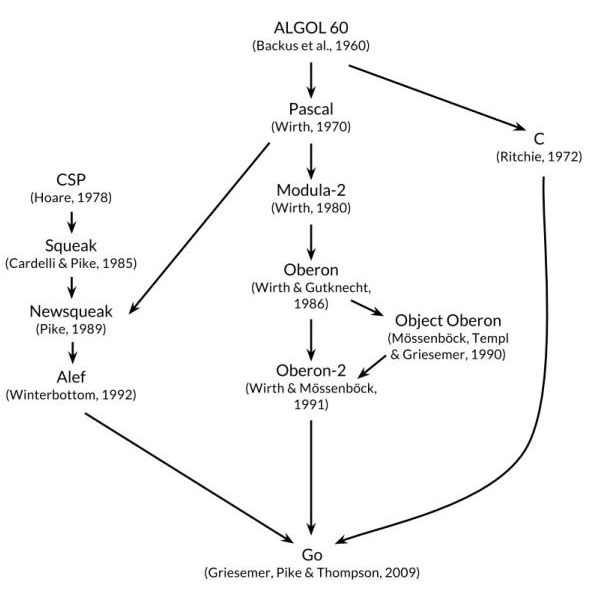 ALGOL 60
(Backus et al., 1960)
Pascal
(Wirth, 1970)
C
(Ritchie, 1972)
CSP
(Hoare, 1978)
Modula-2
(Wirth, 1980)
Squeak
(Cardelli & Pike, 1985)
Oberon
(Wirth & Gutknecht,
1986)
Newsqueak
(Pike, 1989)
Object Oberon
(Mössenböck, Templ
& Griesemer, 1990)
Alef
(Winterbottom, 1992)
Oberon-2
(Wirth & Mössenböck,
1991)
Go
(Griesemer, Pike & Thompson, 2009)